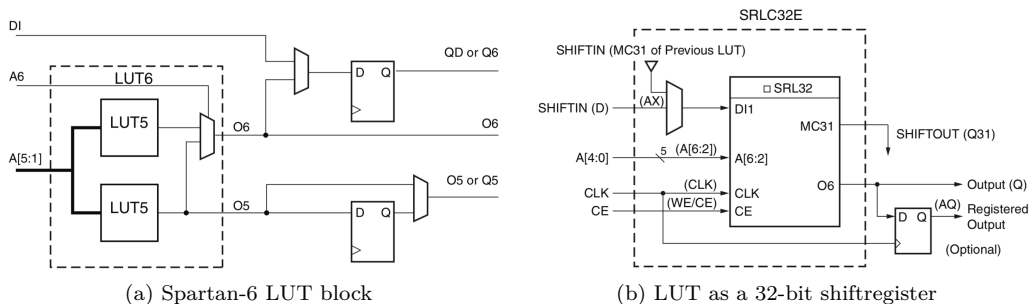 DI
A6
A[5:1]
LUT6
LUT5
LUT5
O6
O5
D Q
QD or Q6
O6
O5 or Q5
D Q
(a) Spartan-6 LUT block
SRLC32E
SHIFTIN (MC31 of Previous LUT)
SHIFTIN (D)
(AX)
A[4:0]
5
(A[6:2])
CLK
(CLK)
CE
(WE/CE)
SRL32
DI1
MC31
A[6:2]
O6
CLK
CE
SHIFTOUT (Q31)
Output (Q)
D Q
(AQ)
Registered
Output
(Optional)
(b) LUT as a 32-bit shiftregister